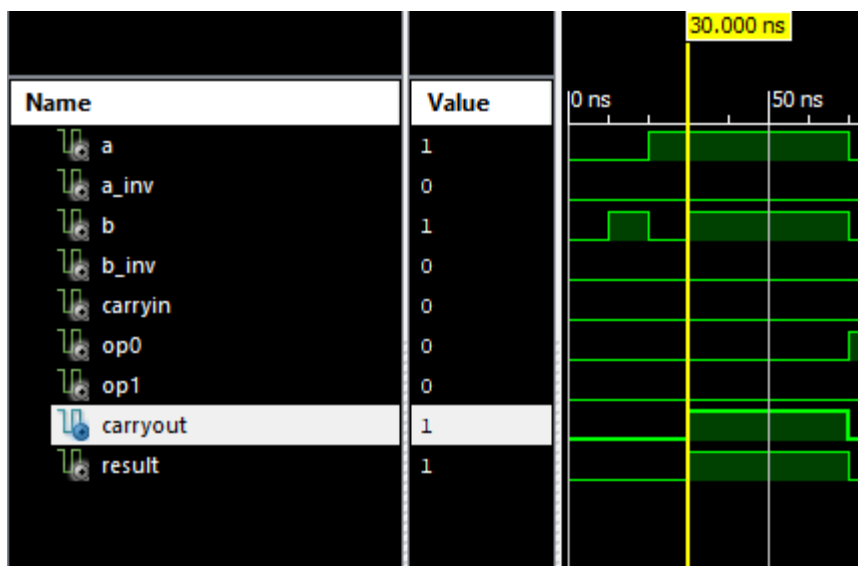 30.000 ns
Name Value 0 ns 50 ns
a 1
a_inv 0
b 1
b_inv 0
carryin 0
op0 0
op1 0
carryout 1
result 1